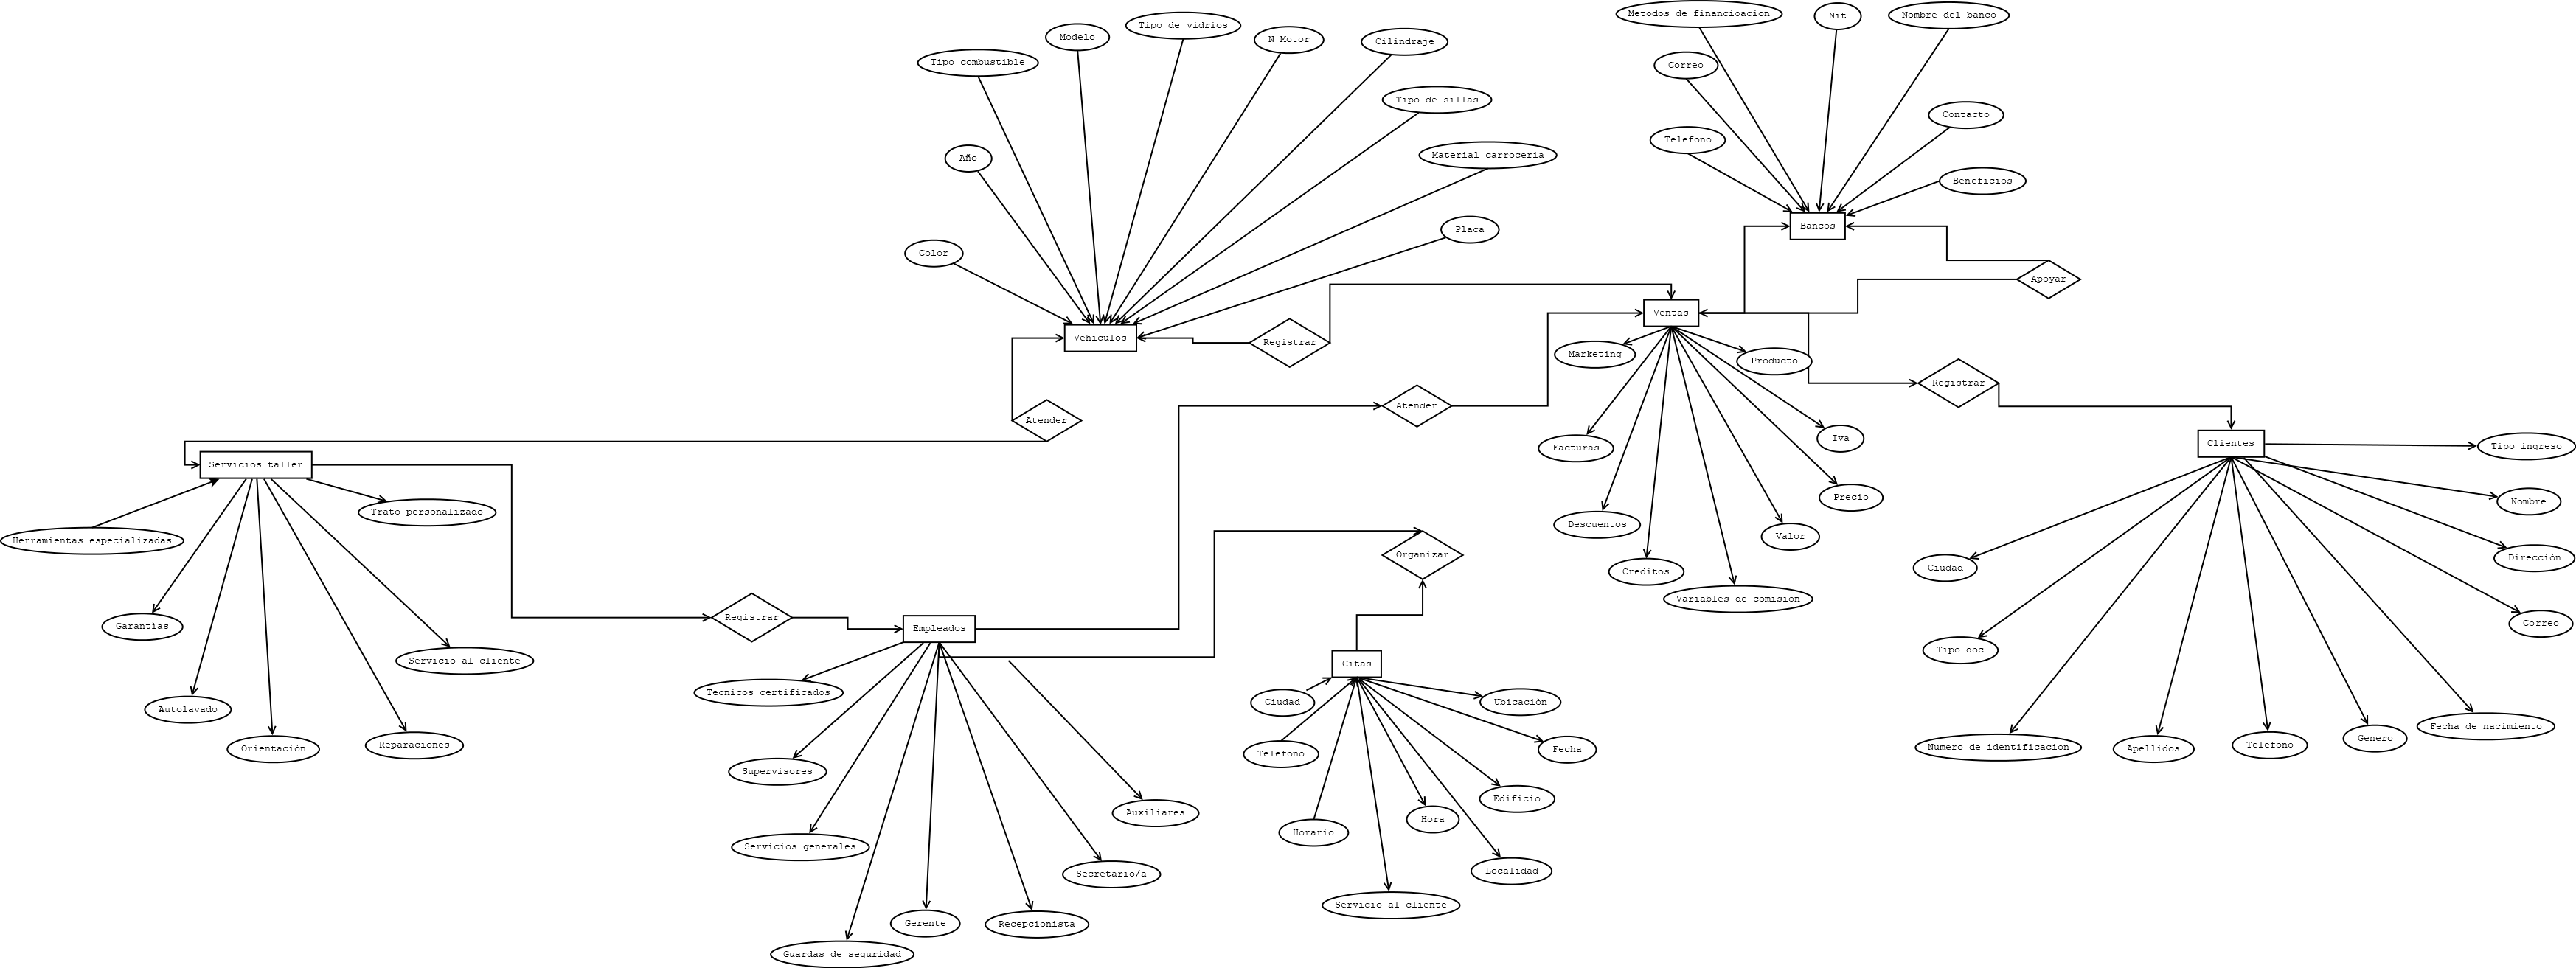 Metodos de financioacion
Nit
Nombre del banco
Tipo de vidrios
Modelo
N Motor
Cilindraje
Tipo combustible
Correo
Tipo de sillas
Contacto
Telefono
Año
Material carroceria
Beneficios
Placa
Bancos
Color
Apoyar
Ventas
Vehiculos
Registrar
Marketing
Producto
Registrar
Atender
Atender
Iva
Clientes
Tipo ingreso
Facturas
Servicios taller
Precio
Nombre
Trato personalizado
Descuentos
Valor
Herramientas especializadas
Organizar
Direcciòn
Ciudad
Creditos
Variables de comision
Registrar
Correo
Garantìas
Empleados
Tipo doc
Servicio al cliente
Citas
Tecnicos certificados
Ciudad
Ubicaciòn
Autolavado
Fecha de nacimiento
Genero
Reparaciones
Telefono
Numero de identificacion
Apellidos
Orientaciòn
Fecha
Telefono
Supervisores
Edificio
Auxiliares
Hora
Horario
Servicios generales
Localidad
Secretario/a
Servicio al cliente
Gerente
Recepcionista
Guardas de seguridad